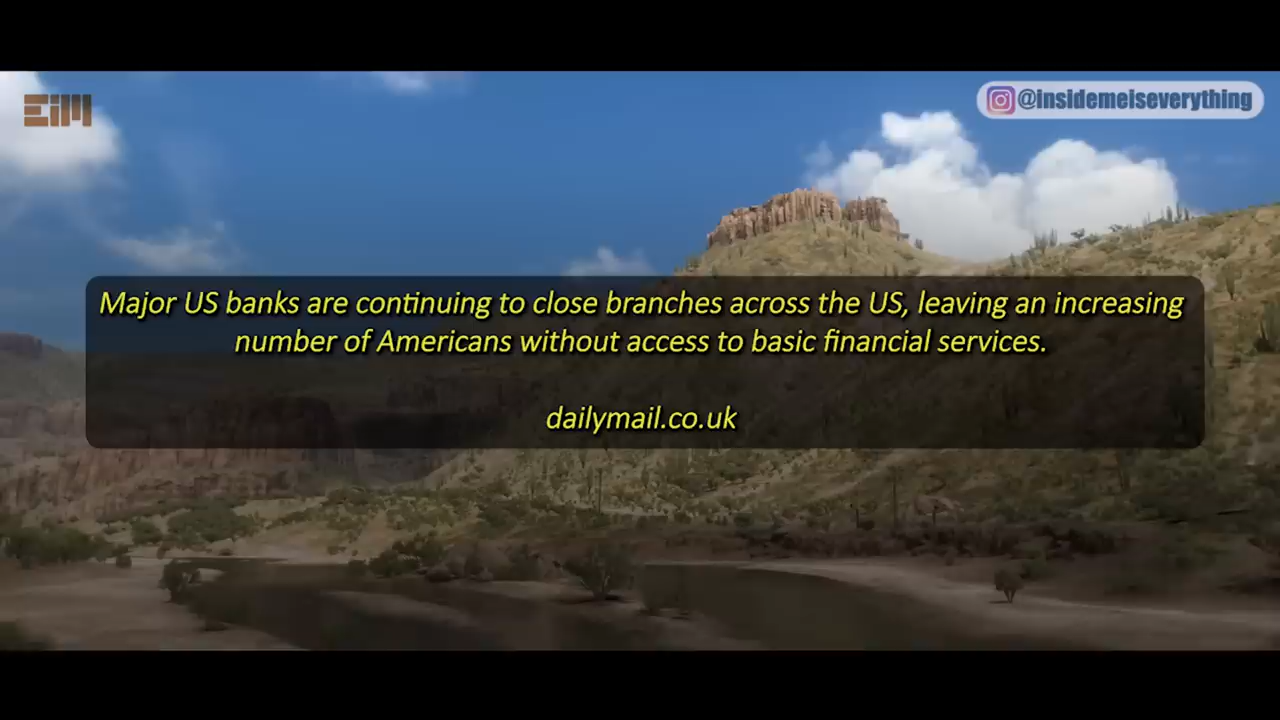 EiM
@insidemeiseverything
Major US banks are continuing to close branches across the US, leaving an increasing
number of Americans without access to basic financial services.
dailymail.co.uk